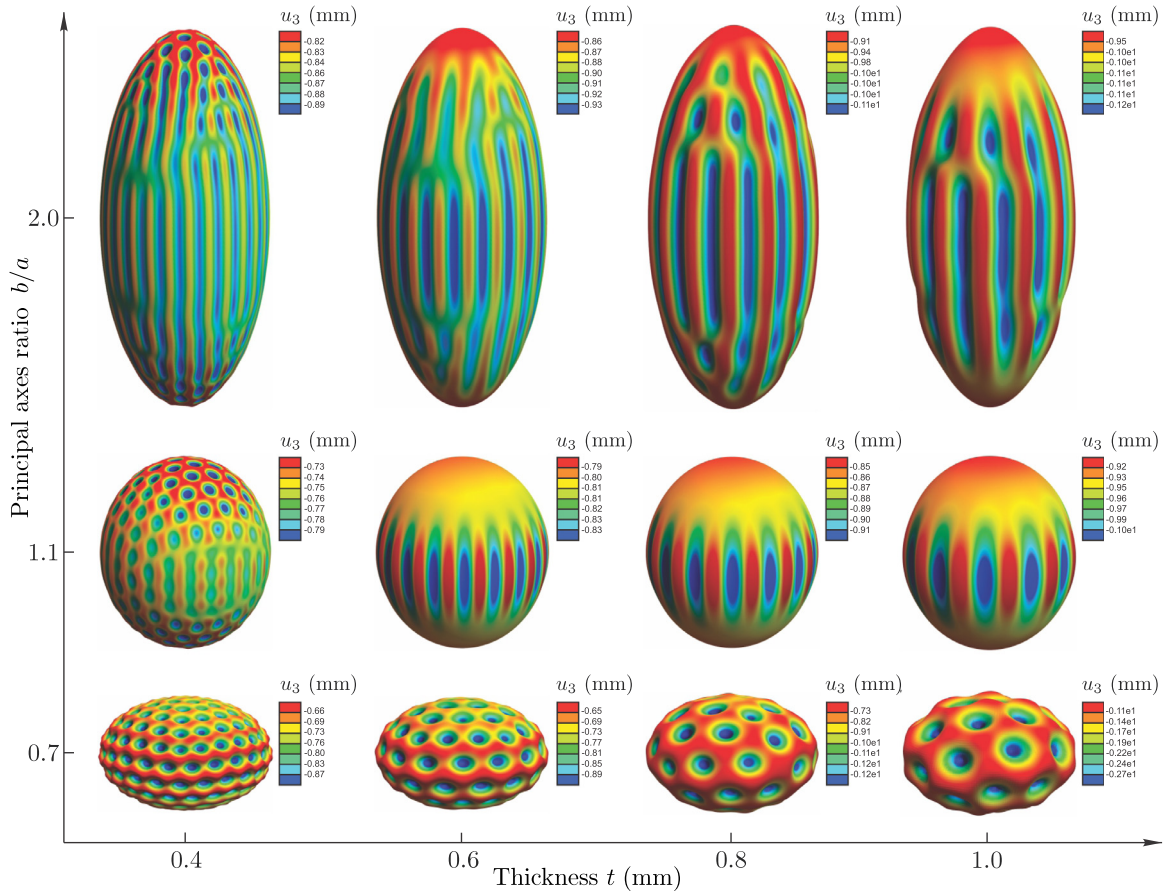 u3 (mm)
-0.82
-0.83
-0.84
-0.86
-0.87
-0.88
-0.89
u3 (mm)
-0.86
-0.87
-0.88
-0.90
-0.91
-0.92
-0.93
u3 (mm)
-0.91
-0.94
-0.98
-0.10e1
-0.10e1
-0.10e1
-0.11e1
u3 (mm)
-0.95
-0.10e1
-0.10e1
-0.11e1
-0.11e1
-0.11e1
-0.12e1
2.0
Principal axes ratio b/a
u3 (mm)
-0.73
-0.74
-0.75
-0.76
-0.77
-0.78
-0.79
u3 (mm)
-0.79
-0.80
-0.81
-0.81
-0.82
-0.83
-0.83
u3 (mm)
-0.85
-0.86
-0.87
-0.88
-0.89
-0.90
-0.91
u3 (mm)
-0.92
-0.93
-0.95
-0.96
-0.97
-0.99
-0.10e1
1.1
u3 (mm)
-0.66
-0.69
-0.73
-0.76
-0.80
-0.83
-0.87
u3 (mm)
-0.65
-0.69
-0.73
-0.77
-0.81
-0.85
-0.89
u3 (mm)
-0.73
-0.82
-0.91
-0.10e1
-0.11e1
-0.12e1
-0.12e1
u3 (mm)
-0.11e1
-0.14e1
-0.17e1
-0.19e1
-0.22e1
-0.24e1
-0.27e1
0.7
0.4
0.6
0.8
1.0
Thickness t (mm)